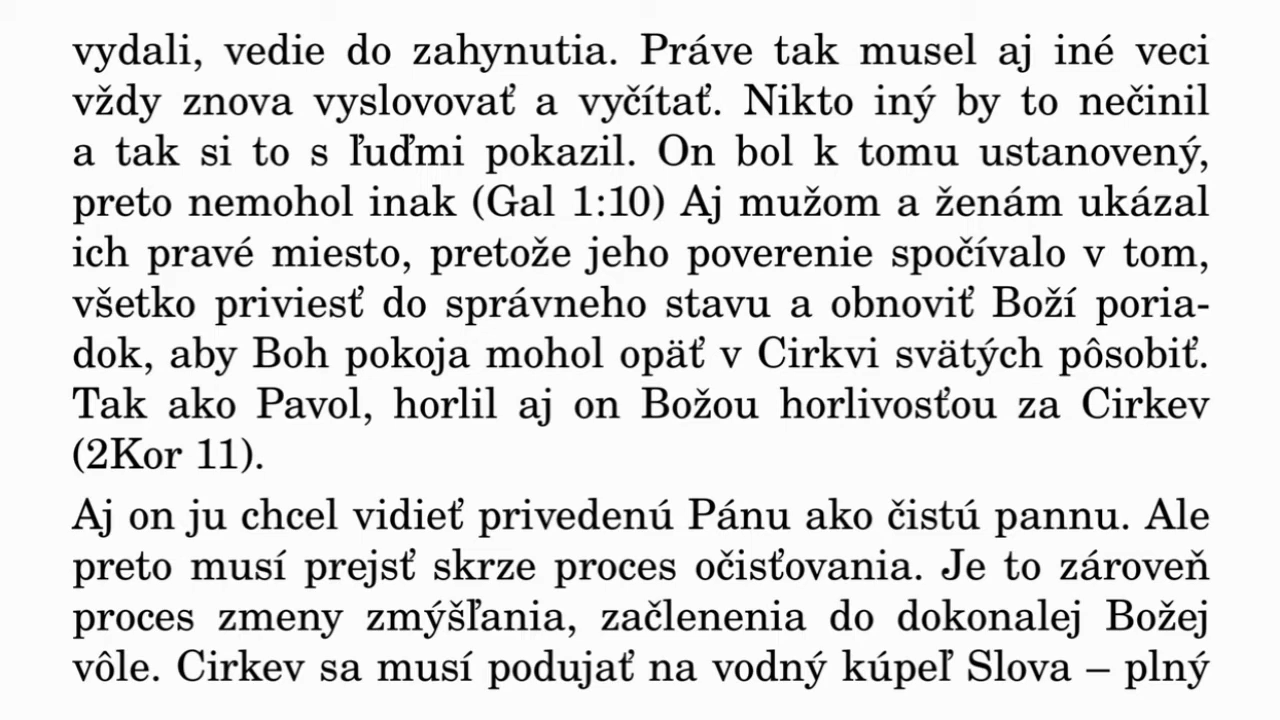 vydali, vedie do zahynutia. Práve tak musel aj iné veci
vždy znova vyslovovať a vyčítať. Nikto iný by to nečinil
a tak si to s ľuďmi pokazil. On bol k tomu ustanovený,
preto nemohol inak (Gal 1:10) Aj mužom a ženám ukázal
ich pravé miesto, pretože jeho poverenie spočívalo v tom,
všetko priviesť do správneho stavu a obnoviť Boží poria-
dok, aby Boh pokoja mohol opäť v Cirkvi svätých pôsobiť.
Tak ako Pavol, horlil aj on Božou horlivosťou za Cirkev
(2Kor 11).
Aj on ju chcel vidieť privedenú Pánu ako čistú pannu. Ale
preto musí prejsť skrze proces očisťovania. Je to zároveň
proces zmeny zmýšľania, začlenenia do dokonalej Božej
vôle. Cirkev sa musí podujať na vodný kúpeľ Slova – plný